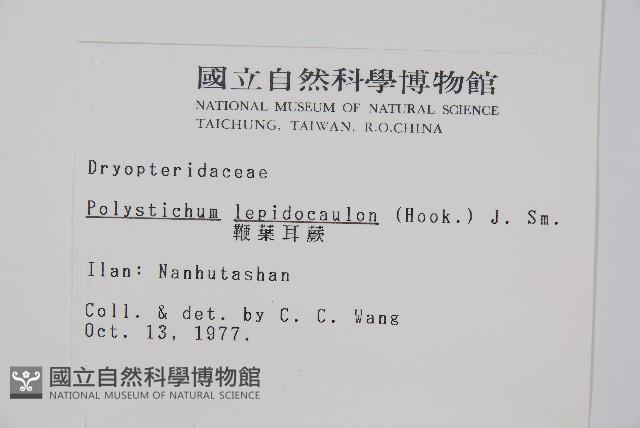 國立自然科學博物館
NATIONAL MUSEUM OF NATURAL SCIENCE
TAICHUNG, TAIWAN, R.O.CHINA
Dryopteridaceae
Polystichum lepidocaulon (Hook.) J. Sm.
鞭葉耳蕨
Ilan: Nanhutashan
Coll. & det. by C. C. Wang
Oct. 13, 1977.
國立自然科學博物館
NATIONAL MUSEUM OF NATURAL SCIENCE